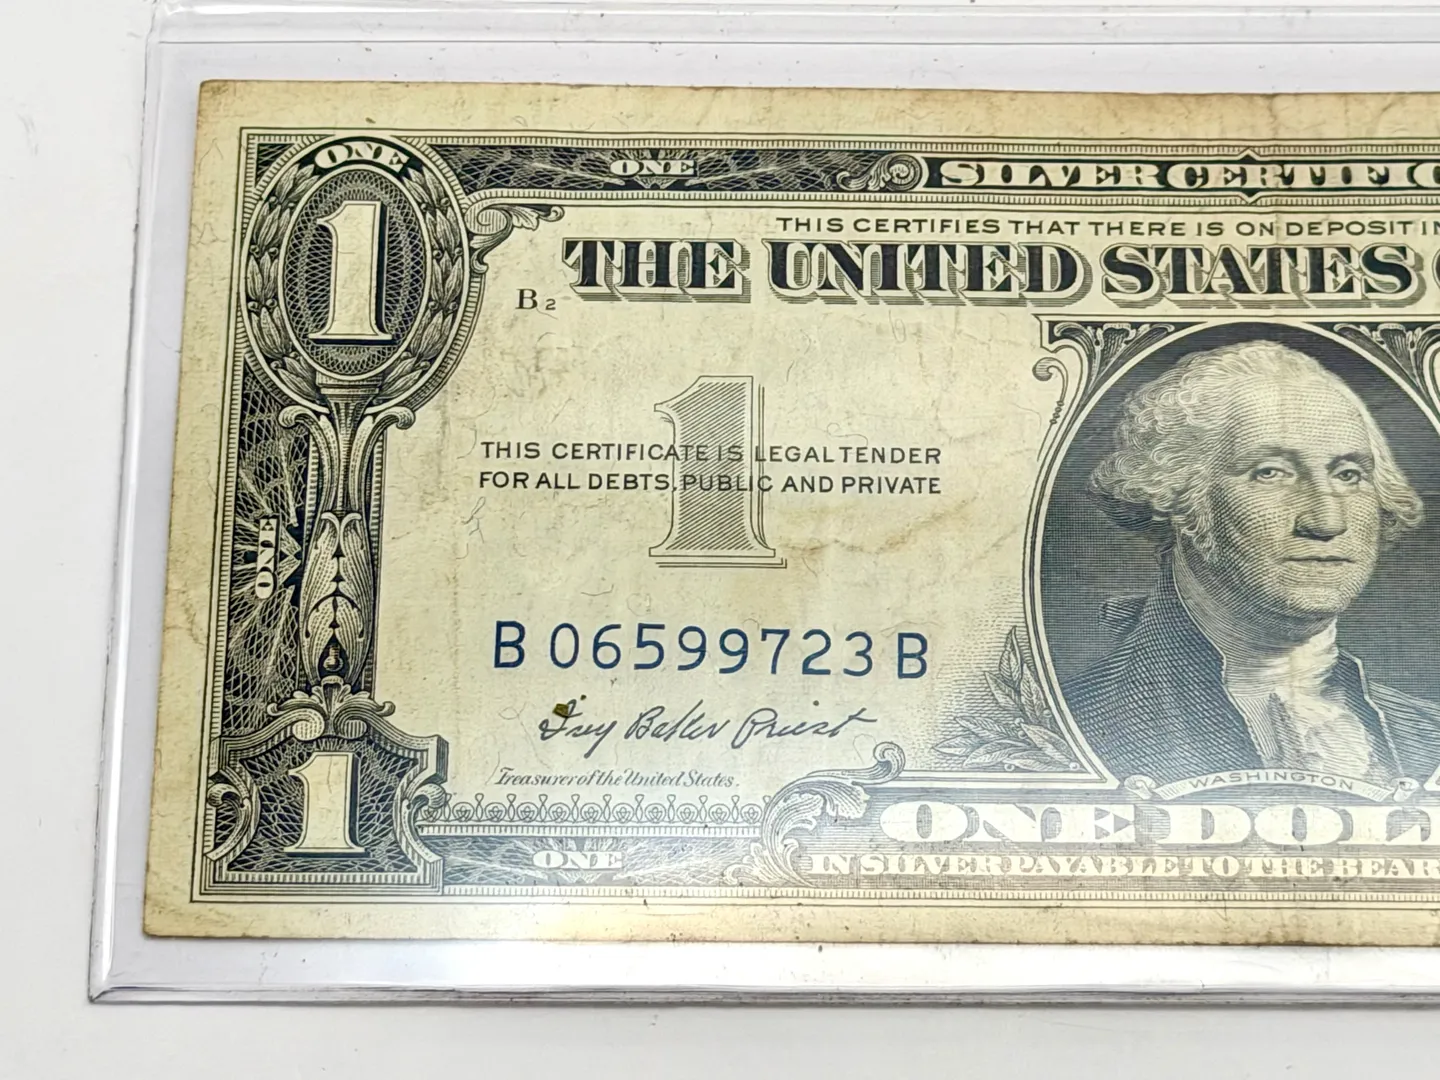 ONE
ONE
SILVER CERTIFIC
1
THIS CERTIFIES THAT THERE IS ON DEPOSIT IN
THE UNITED STATES
B2
1
THIS CERTIFICATE IS LEGAL TENDER
FOR ALL DEBTS, PUBLIC AND PRIVATE
ONE
B 06599723 B
Ivy Baker Priest
Treasurer of the United States.
WASHINGTON
1
ONE DOL
ONE
IN SILVER PAYABLE TO THE BEAR